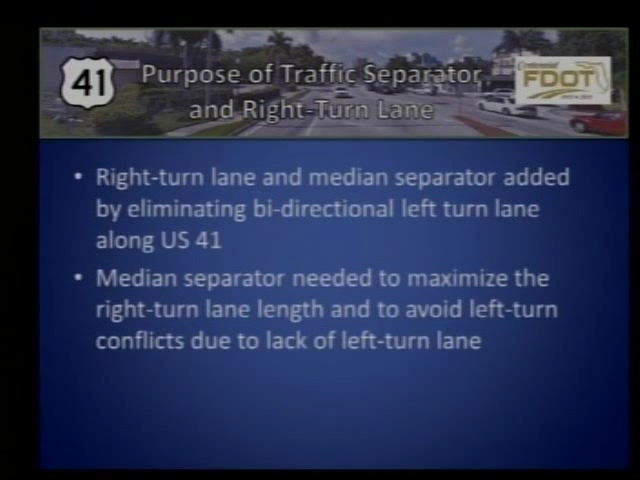 41
Purpose of Traffic Separator
and Right-Turn Lane
Centennial
FDOT
• Right-turn lane and median separator added
by eliminating bi-directional left turn lane
along US 41
• Median separator needed to maximize the
right-turn lane length and to avoid left-turn
conflicts due to lack of left-turn lane